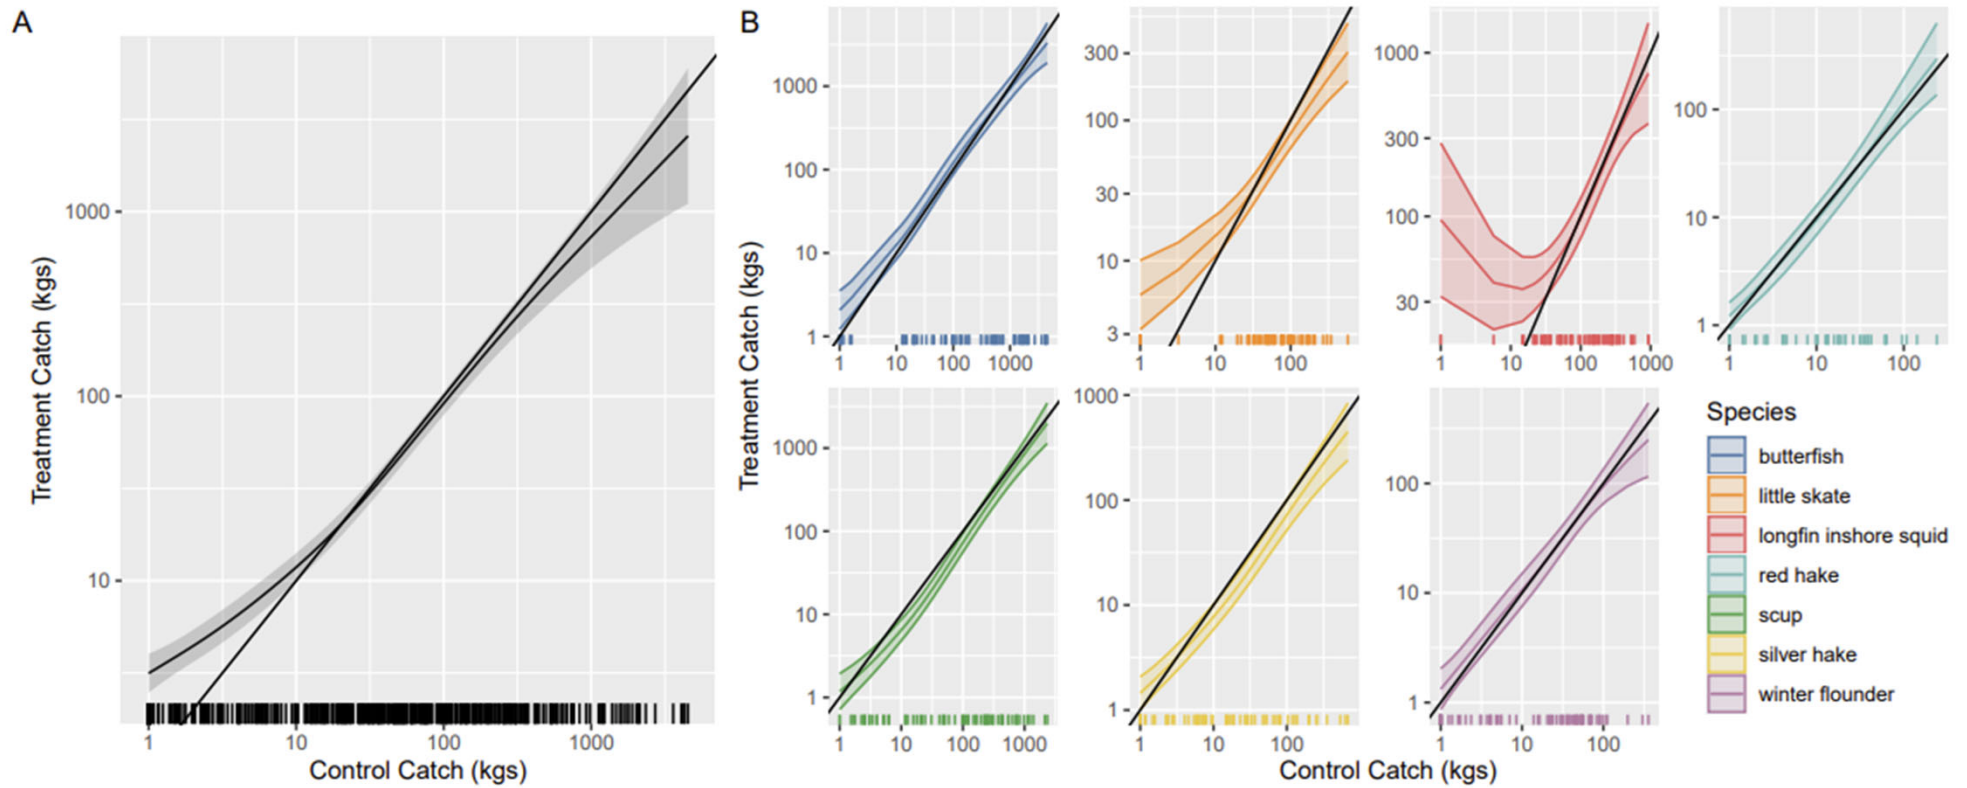 A
Treatment Catch (kgs)
1000
100
10
1 10 100 1000
Control Catch (kgs)
B
Treatment Catch (kgs)
1000
100
10
1
1 10 100 1000
300
100
30
10
3
1 10 100
1000
300
100
30
1 10 100 1000
100
10
1
1 10 100
1000
100
10
1
1 10 100 1000
1000
100
10
1
1 10 100
100
10
1
1 10 100
Control Catch (kgs)
Species
butterfish
little skate
longfin inshore squid
red hake
scup
silver hake
winter flounder